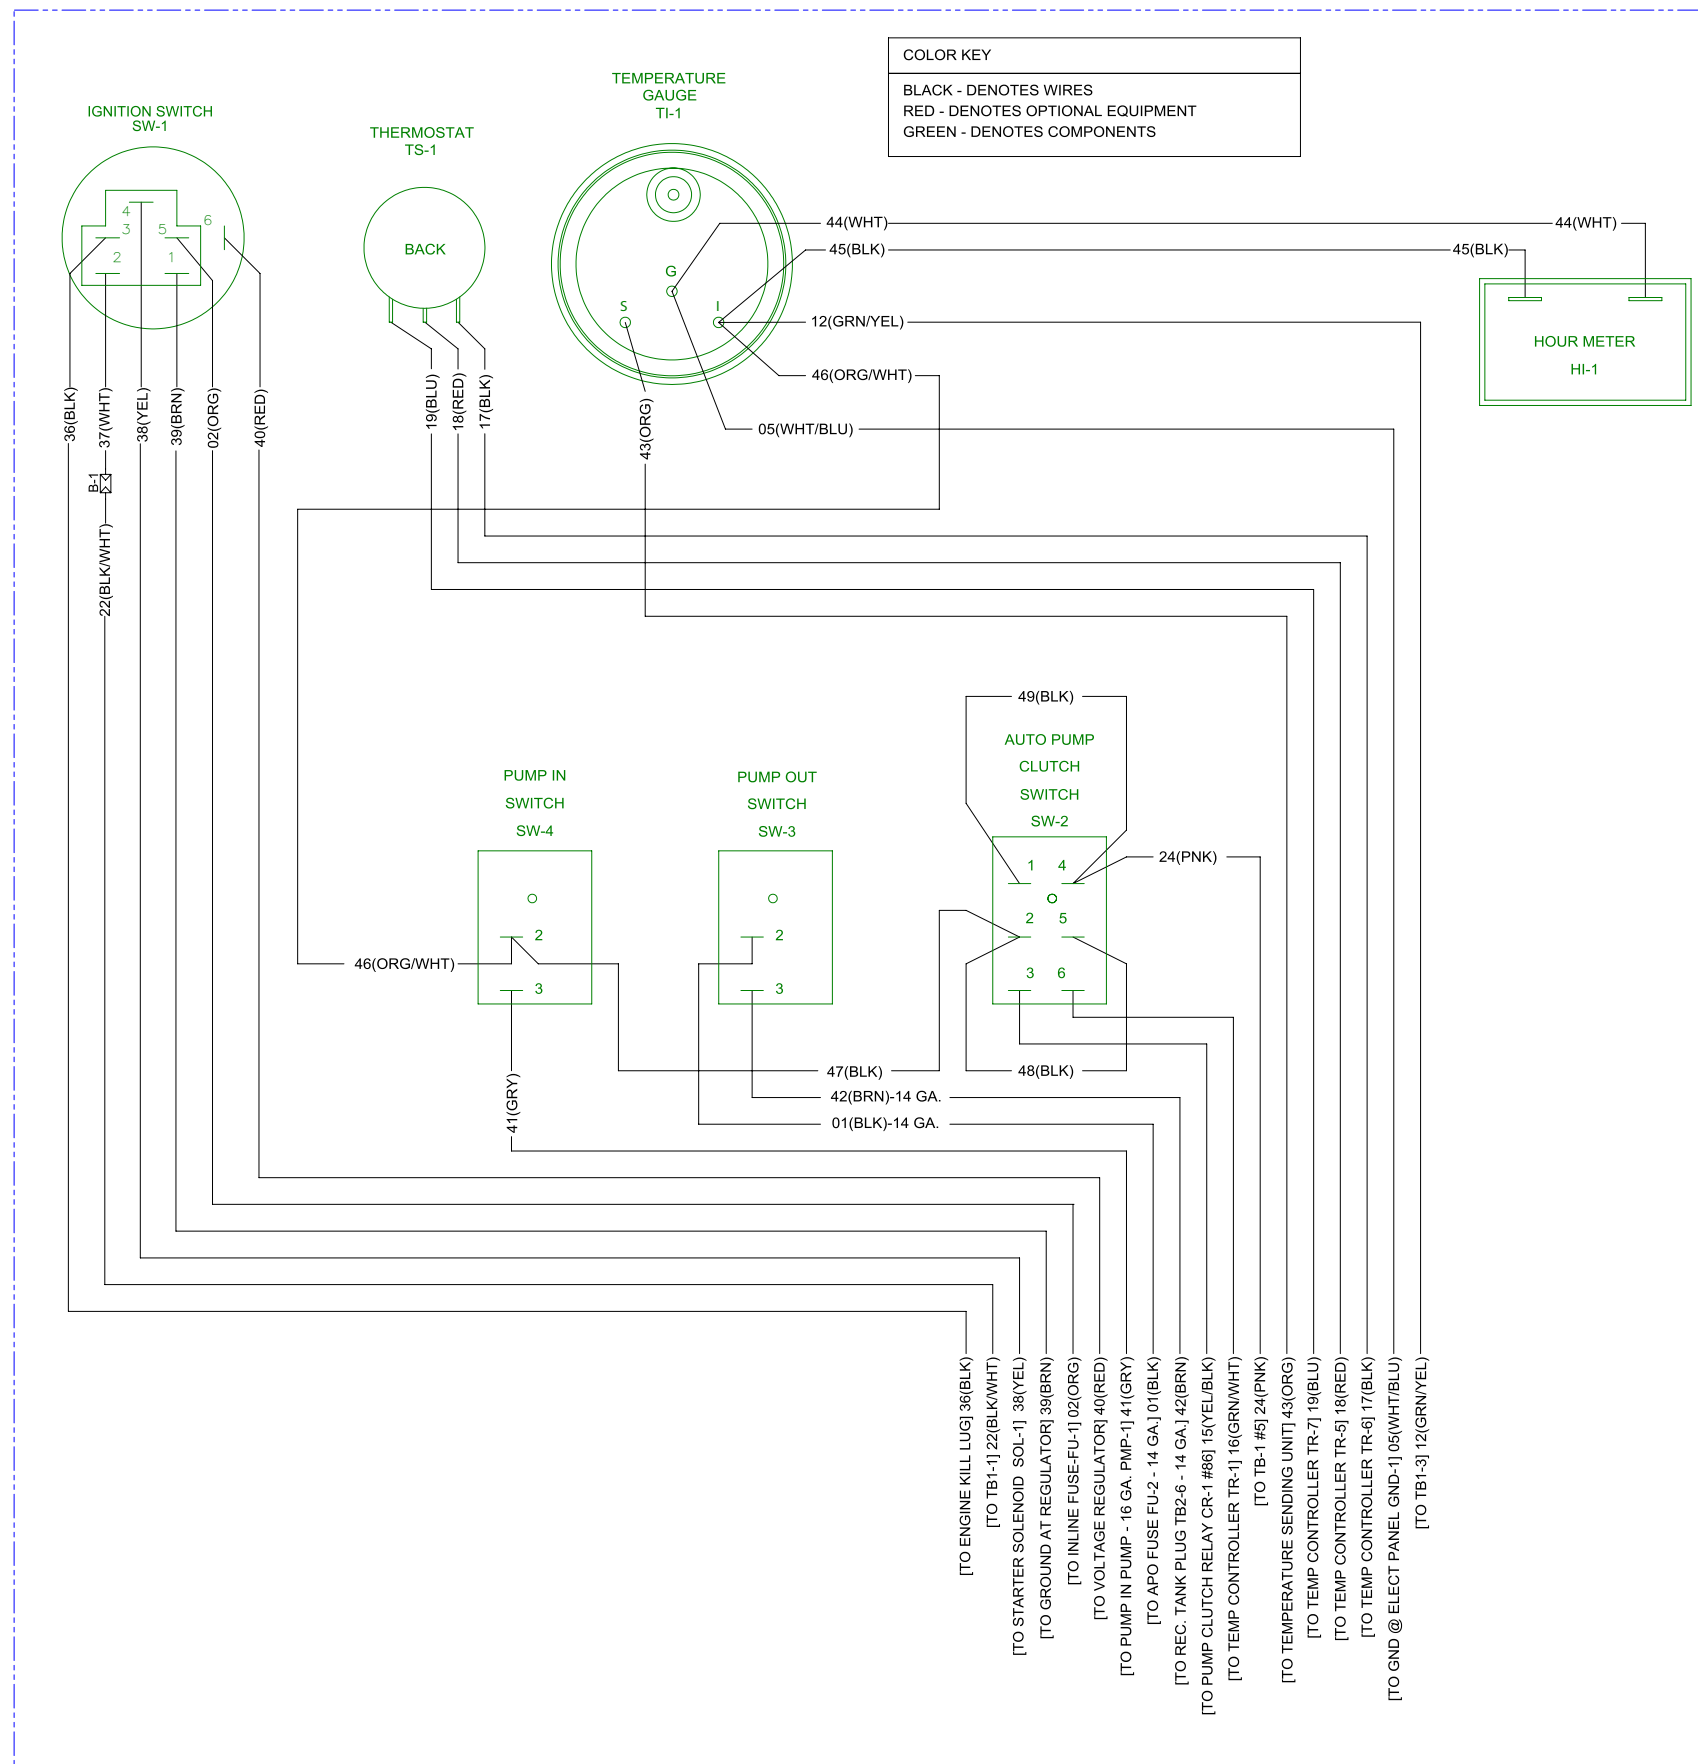 COLOR KEY
BLACK - DENOTES WIRES
RED - DENOTES OPTIONAL EQUIPMENT
GREEN - DENOTES COMPONENTS
IGNITION SWITCH
SW-1
4
3
5
6
2
1
THERMOSTAT
TS-1
BACK
TEMPERATURE
GAUGE
TI-1
G
S
I
44(WHT)
44(WHT)
45(BLK)
45(BLK)
12(GRN/YEL)
46(ORG/WHT)
05(WHT/BLU)
HOUR METER
HI-1
36(BLK)
37(WHT)
38(YEL)
39(BRN)
02(ORG)
40(RED)
19(BLU)
18(RED)
17(BLK)
43(ORG)
B-1
22(BLK/WHT)
49(BLK)
PUMP IN
SWITCH
SW-4
2
3
46(ORG/WHT)
PUMP OUT
SWITCH
SW-3
2
3
AUTO PUMP
CLUTCH
SWITCH
SW-2
1 4
2 5
3 6
24(PNK)
47(BLK)
48(BLK)
42(BRN)-14 GA.
01(BLK)-14 GA.
41(GRY)
[TO ENGINE KILL LUG] 36(BLK)
[TO TB1-1] 22(BLK/WHT)
[TO STARTER SOLENOID SOL-1] 38(YEL)
[TO GROUND AT REGULATOR] 39(BRN)
[TO INLINE FUSE-FU-1] 02(ORG)
[TO VOLTAGE REGULATOR] 40(RED)
[TO PUMP IN PUMP - 16 GA. PMP-1] 41(GRY)
[TO APO FUSE FU-2 - 14 GA.] 01(BLK)
[TO REC. TANK PLUG TB2-6 - 14 GA.] 42(BRN)
[TO PUMP CLUTCH RELAY CR-1 #86] 15(YEL/BLK)
[TO TEMP CONTROLLER TR-1] 16(GRN/WHT)
[TO TB-1 #5] 24(PNK)
[TO TEMPERATURE SENDING UNIT] 43(ORG)
[TO TEMP CONTROLLER TR-7] 19(BLU)
[TO TEMP CONTROLLER TR-5] 18(RED)
[TO TEMP CONTROLLER TR-6] 17(BLK)
[TO GND @ ELECT PANEL GND-1] 05(WHT/BLU)
[TO TB1-3] 12(GRN/YEL)